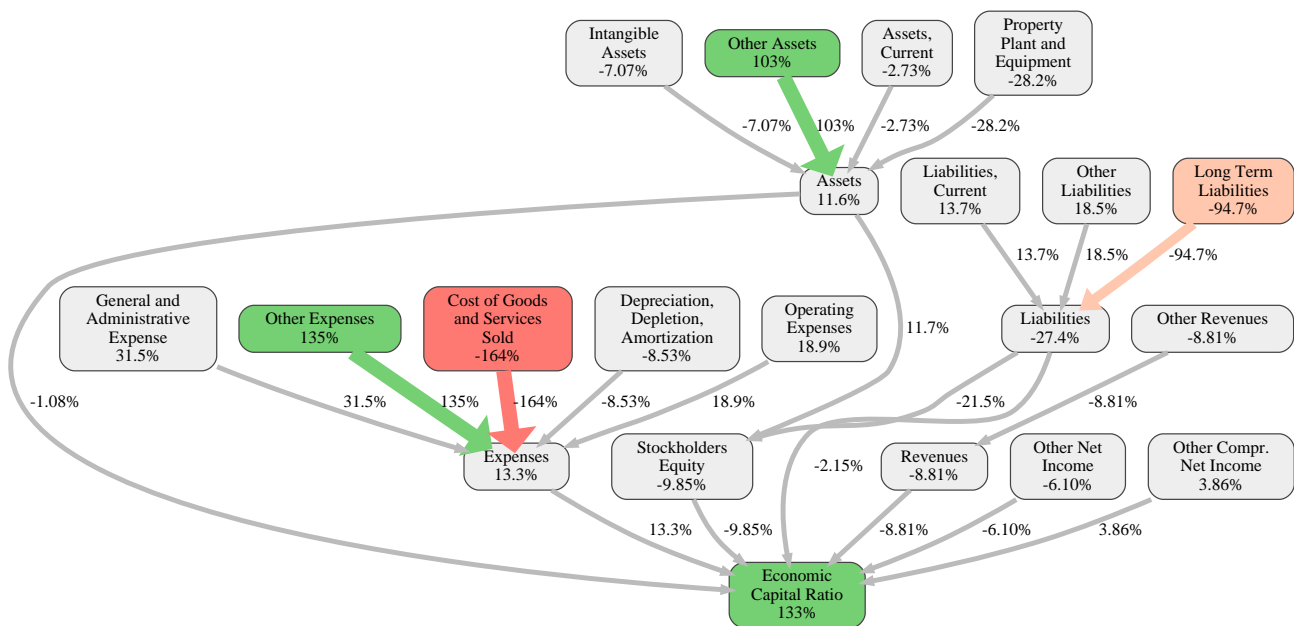 Intangible
Assets
-7.07%
Other Assets
103%
Assets,
Current
-2.73%
Property
Plant and
Equipment
-28.2%
-7.07%
103%
-2.73%
-28.2%
Assets
11.6%
Liabilities,
Current
13.7%
Other
Liabilities
18.5%
Long Term
Liabilities
-94.7%
13.7%
18.5%
-94.7%
General and
Administrative
Expense
31.5%
Other Expenses
135%
Cost of Goods
and Services
Sold
-164%
Depreciation,
Depletion,
Amortization
-8.53%
Operating
Expenses
18.9%
11.7%
Liabilities
-27.4%
Other Revenues
-8.81%
-1.08%
31.5%
135%
-164%
-8.53%
18.9%
-21.5%
-8.81%
Expenses
13.3%
Stockholders
Equity
-9.85%
-2.15%
Revenues
-8.81%
Other Net
Income
-6.10%
Other Compr.
Net Income
3.86%
13.3%
-9.85%
-8.81%
-6.10%
3.86%
Economic
Capital Ratio
133%